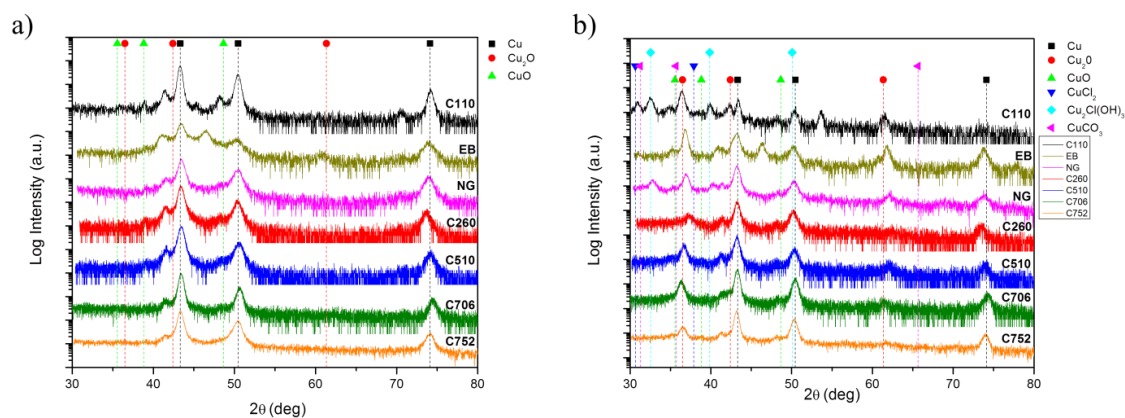 a)
Cu
Cu₂O
CuO
C110
EB
NG
C260
C510
C706
C752
Log Intensity (a.u.)
30 40 50 60 70 80
2θ (deg)
b)
Cu
Cu₂0
CuO
CuCl₂
Cu₂Cl(OH)₃
CuCO₃
C110
EB
NG
C260
C510
C706
C752
C110
EB
NG
C260
C510
C706
C752
Log Intensity (a.u.)
30 40 50 60 70 80
2θ (deg)